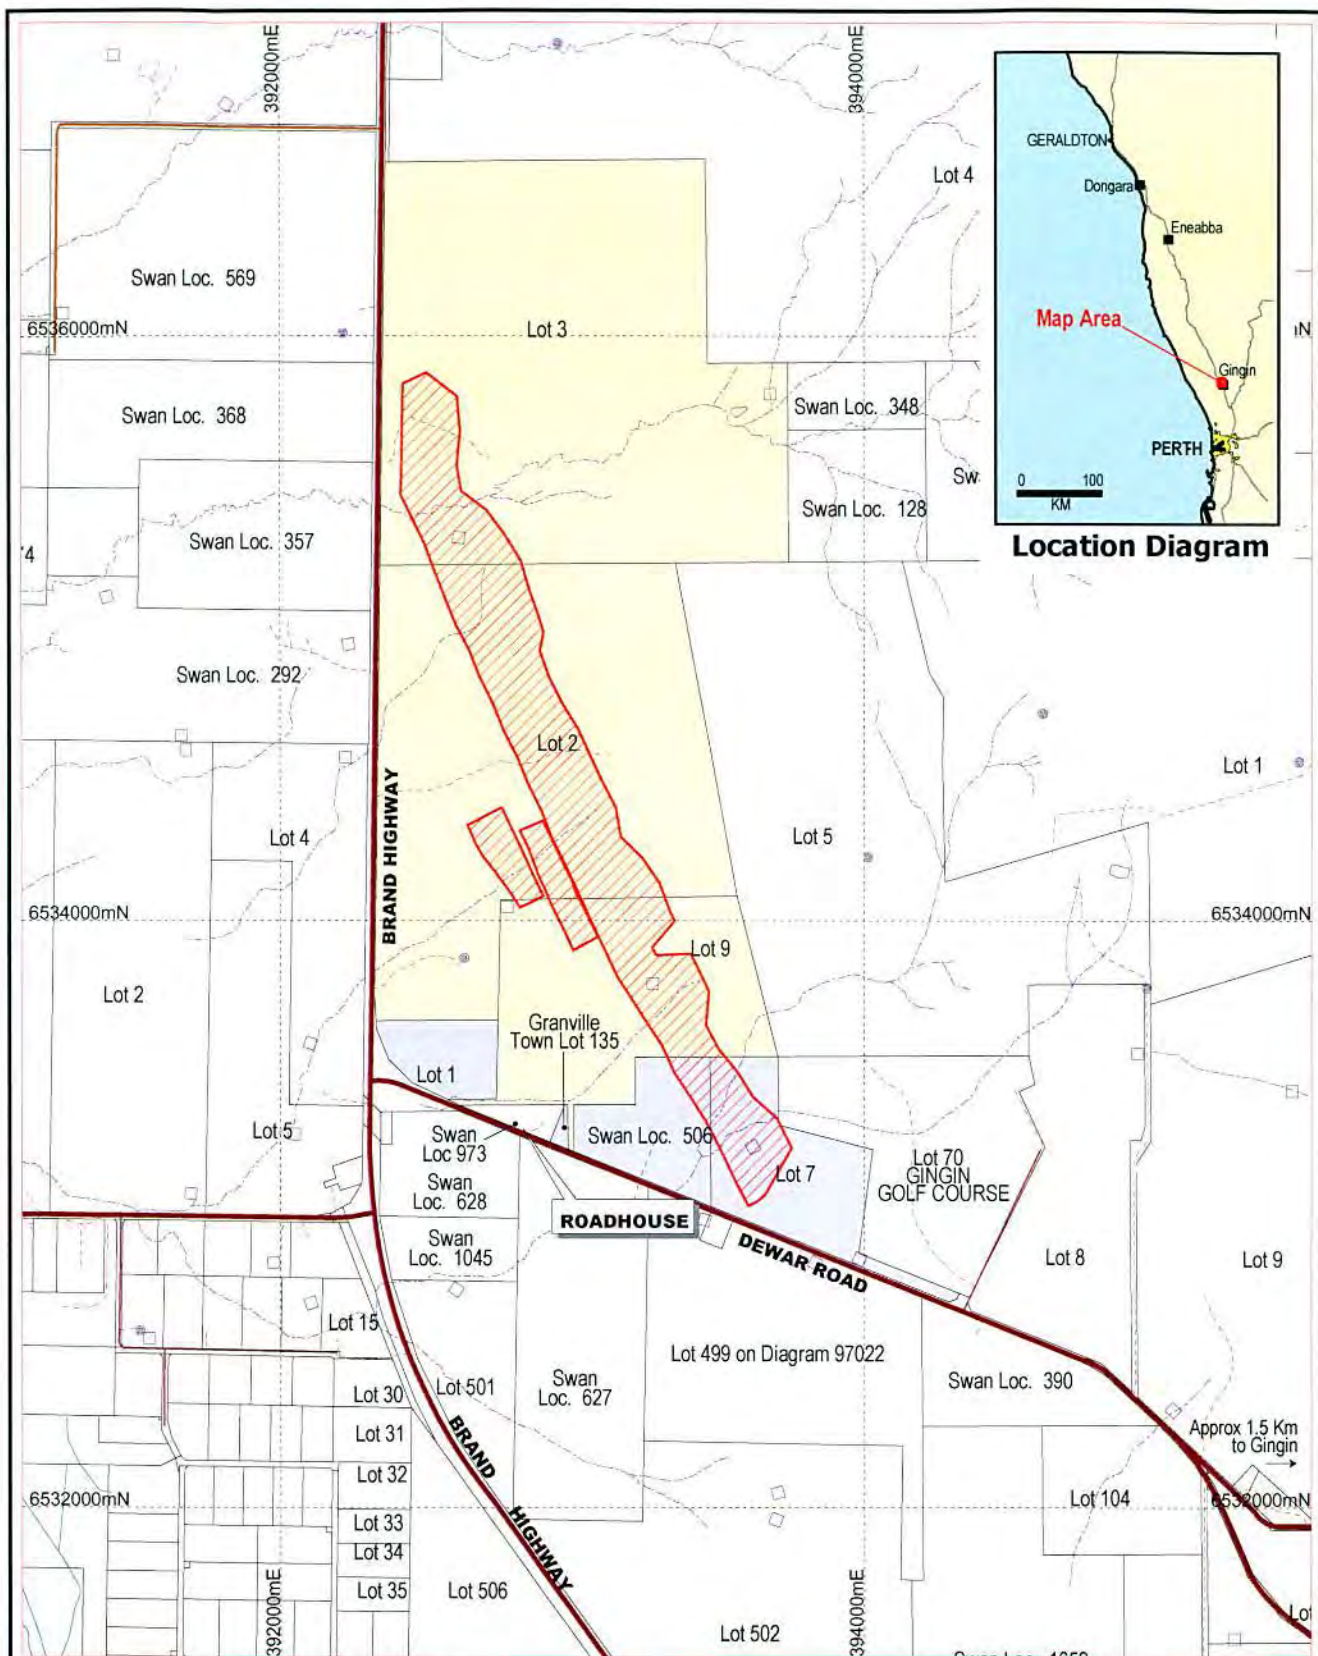 392000mE
394000mE
Lot 4
GERALDTON
Dongara
Eneabba
Map Area
Gingin
PERTH
0 100
KM
Location Diagram
Swan Loc. 569
6536000mN
Lot 3
Swan Loc. 368
Swan Loc. 348
Swan Loc. 128
Swan Loc. 357
Swan Loc. 292
Lot 2
Lot 1
BRAND HIGHWAY
Lot 4
Lot 5
6534000mN
6534000mN
Lot 9
Lot 2
Granville
Town Lot 135
Lot 1
Lot 5
Swan
Loc 973
Swan Loc. 506
Lot 7
Lot 70
GINGIN
GOLF COURSE
Swan
Loc. 628
ROADHOUSE
Swan
Loc. 1045
DEWAR ROAD
Lot 8
Lot 9
Lot 15
Lot 499 on Diagram 97022
Swan
Loc. 627
Swan Loc. 390
Lot 30
Lot 501
Lot 31
BRAND
HIGHWAY
Approx 1.5 Km
to Gingin
Lot 32
6532000mN
Lot 104
6532000mN
Lot 33
Lot 34
Lot 35
Lot 506
392000mE
394000mE
Lot 502